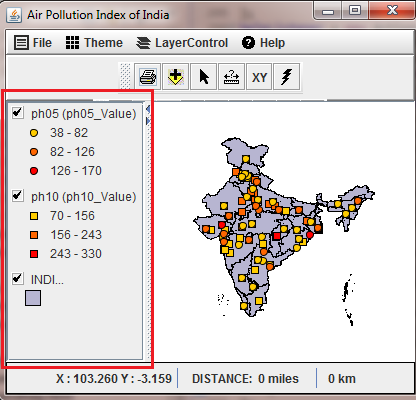 Air Pollution Index of India
File Theme LayerControl Help
XY
ph05 (ph05_Value)
38 - 82
82 - 126
126 - 170
ph10 (ph10_Value)
70 - 156
156 - 243
243 - 330
INDI...
X : 103.260 Y : -3.159 DISTANCE: 0 miles 0 km